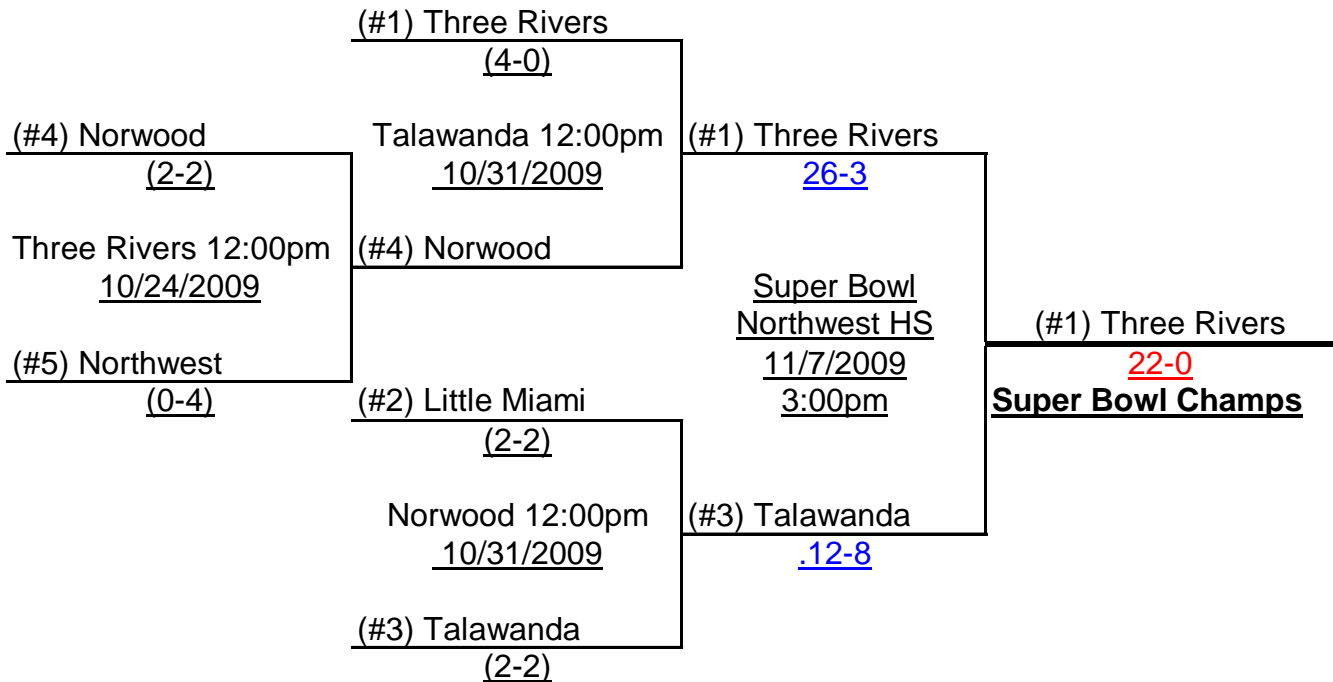 (#1) Three Rivers
(4-0)
(#4) Norwood
(2-2)
Talawanda 12:00pm
10/31/2009
(#1) Three Rivers
26-3
Three Rivers 12:00pm
10/24/2009
(#4) Norwood
Super Bowl
Northwest HS
11/7/2009
3:00pm
(#1) Three Rivers
22-0
Super Bowl Champs
(#5) Northwest
(0-4)
(#2) Little Miami
(2-2)
Norwood 12:00pm
10/31/2009
(#3) Talawanda
.12-8
(#3) Talawanda
(2-2)